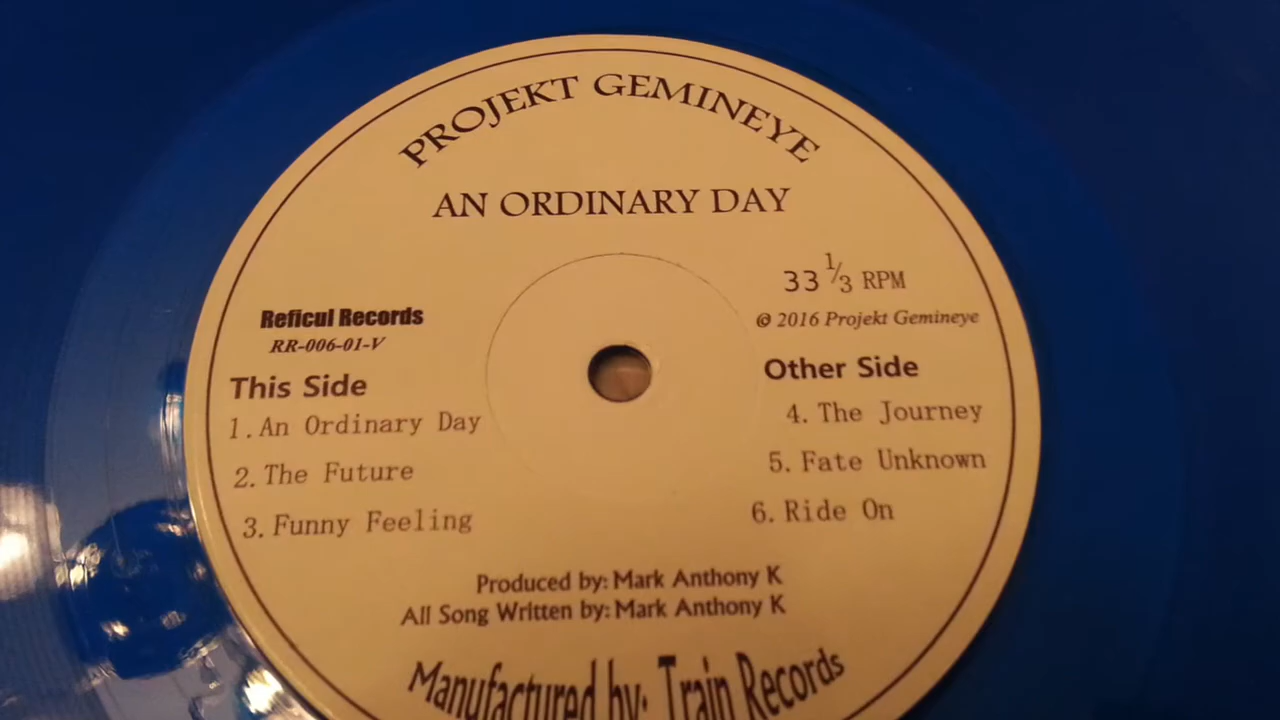 PROJEKT GEMINEYE
AN ORDINARY DAY
33 1/3 RPM
© 2016 Projekt Gemineye
Reficul Records
RR-006-01-V
This Side
1. An Ordinary Day
2. The Future
3. Funny Feeling
Other Side
4. The Journey
5. Fate Unknown
6. Ride On
Produced by: Mark Anthony K
All Song Written by: Mark Anthony K
Manufactured by: Train Records